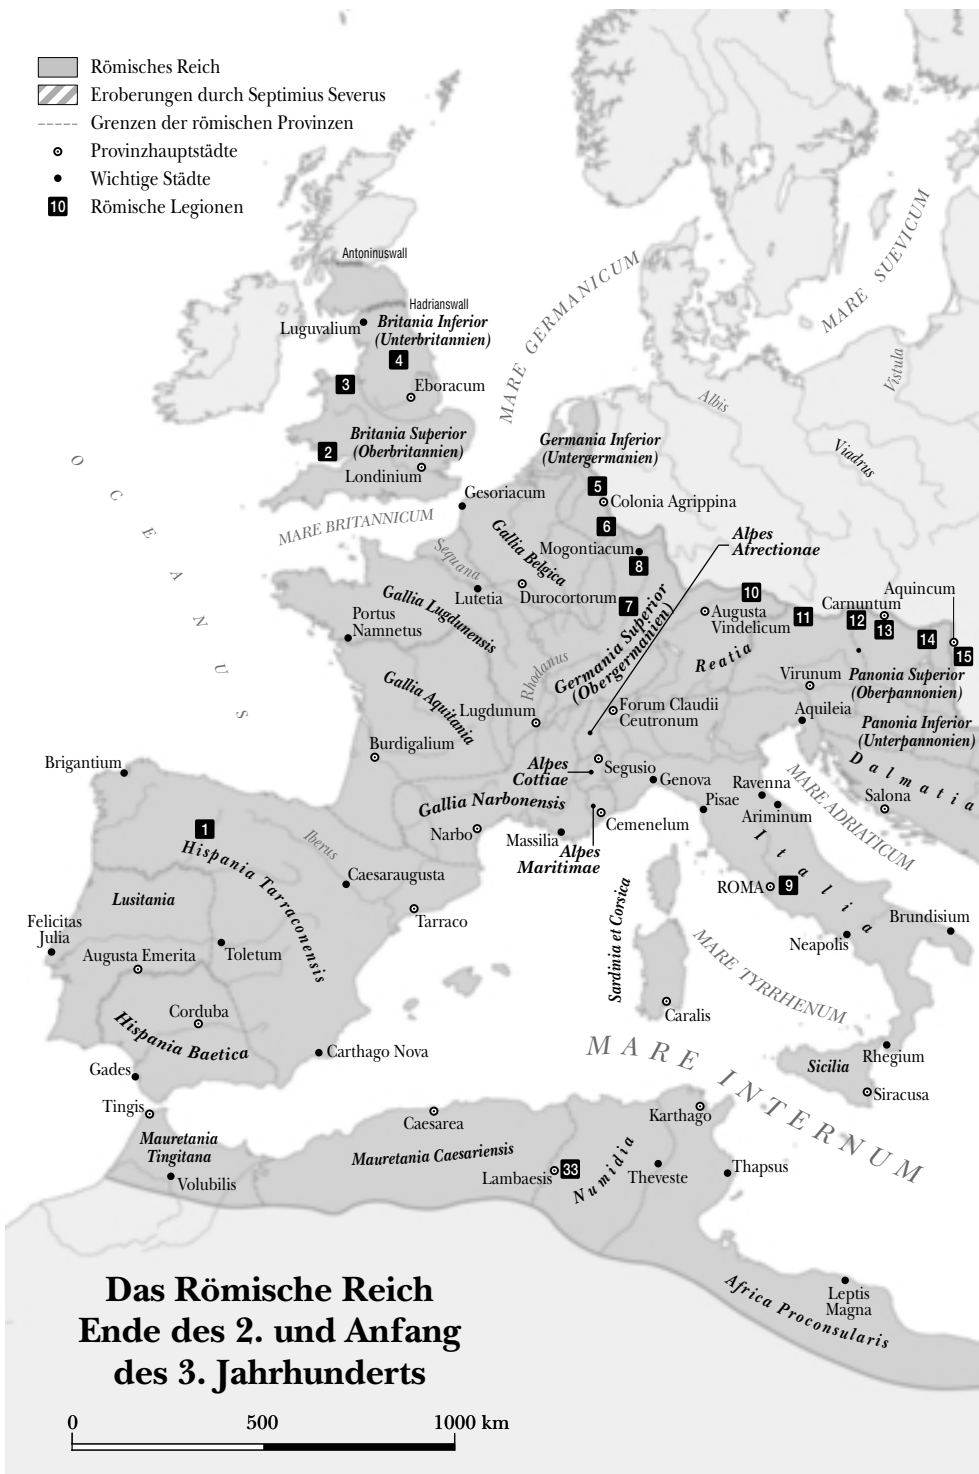 Römisches Reich
Eroberungen durch Septimius Severus
Grenzen der römischen Provinzen
Provinzhauptstädte
Wichtige Städte
10 Römische Legionen
Antoninuswall
Hadrianswall
Luguvalium
Britania Inferior
(Unterbritannien)
4
3
Eboracum
Britania Superior
(Oberbritannien)
2
Londinium
MARE GERMANICUM
MARE SUEVICUM
Vistula
Albis
Viadrus
OCEANUS
MARE BRITANNICUM
Gesoriacum
Germania Inferior
(Untergermanien)
5
Colonia Agrippina
6
Mogontiacum
8
Alpes
Atrectionae
Gallia Belgica
Sequana
Lutetia
Durocortorum
7
Gallia Lugdunensis
Portus
Namnetus
Germania Superior
(Obergermanien)
10
Augusta
Vindelicum
11
Carnuntum
Aquincum
12
13
14
15
Reatia
Virunum
Panonia Superior
(Oberpannonien)
Rhodanus
Gallia Aquitania
Lugdunum
Forum Claudii
Ceutronum
Aquileia
Panonia Inferior
(Unterpannonien)
Burdigalium
Brigantium
Alpes
Cottiae
Segusio
Genova
Ravenna
Dalmatia
Pisae
Ariminum
MARE ADRIATICUM
Salona
Gallia Narbonensis
Narbo
Massilia
Cemenelum
Alpes
Maritimae
1
Iberus
Hispania Tarraconensis
Caesaraugusta
Italia
ROMA
9
Lusitania
Tarraco
Felicitas
Julia
Sardinia et Corsica
Brundisium
Augusta Emerita
Toletum
Neapolis
MARE TYRRHENUM
Corduba
Caralis
Hispania Baetica
Carthago Nova
MARE INTERNUM
Rhegium
Sicilia
Gades
Siracusa
Tingis
Caesarea
Karthago
Mauretania
Tingitana
Mauretania Caesariensis
Numidia
Volubilis
Lambaesis
33
Theveste
Thapsus
Africa Proconsularis
Leptis
Magna
Das Römische Reich
Ende des 2. und Anfang
des 3. Jahrhunderts
0 500 1000 km